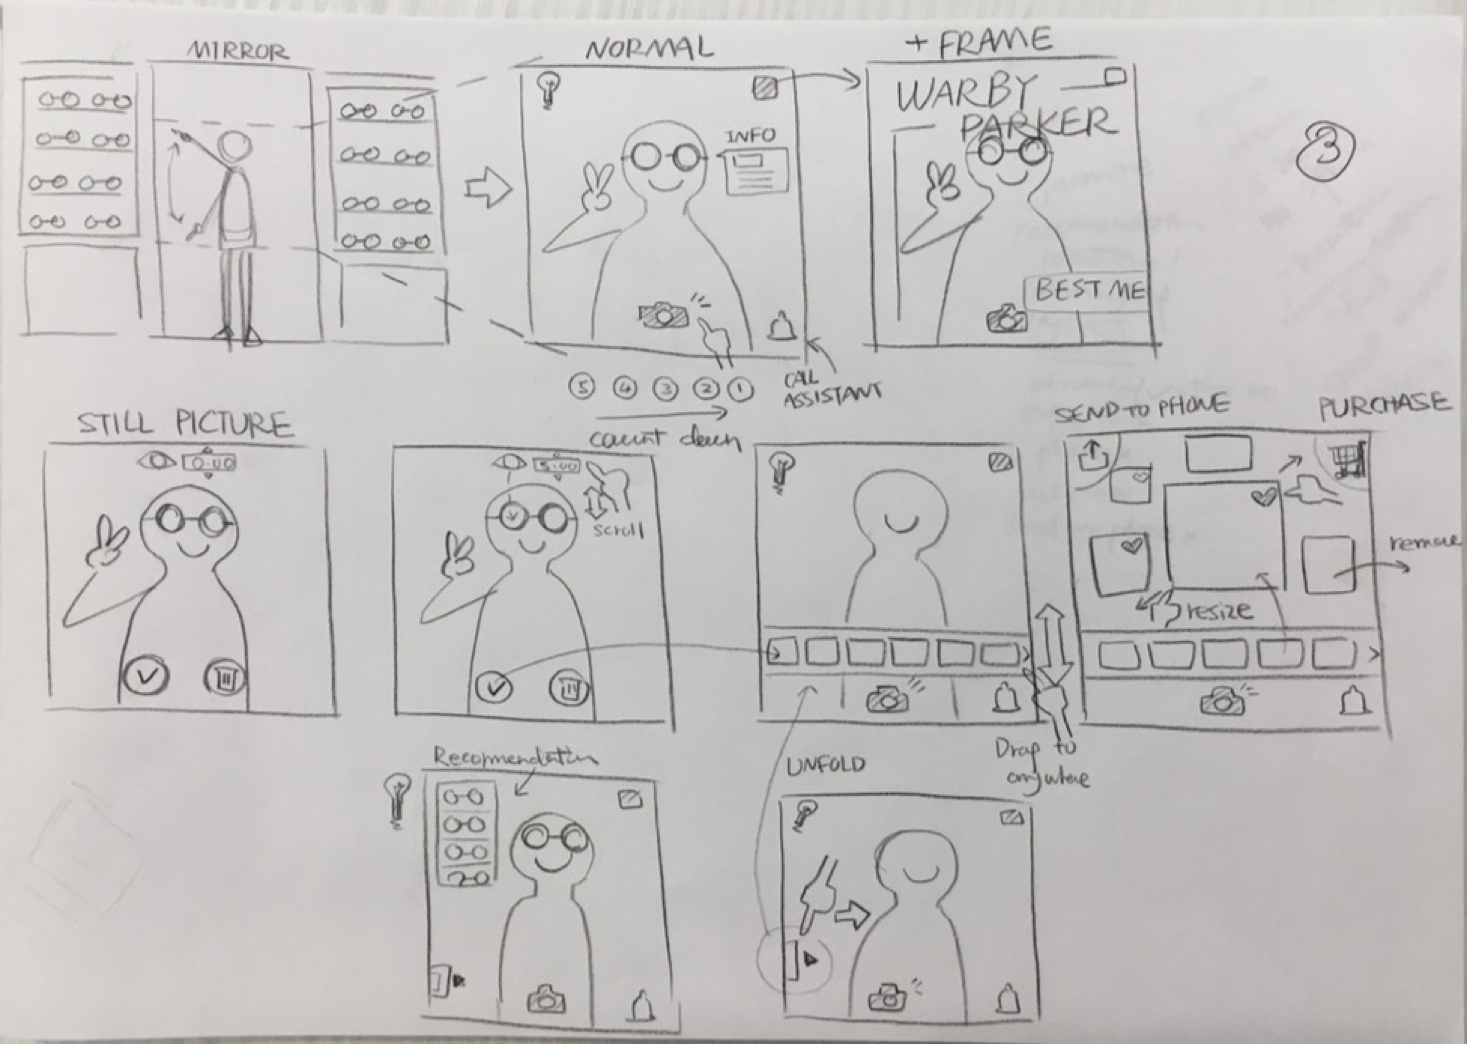 MIRROR
NORMAL
+ FRAME
WARBY
PARKER
INFO
3
BEST ME
5 4 3 2 1
count down
CALL
ASSISTANT
STILL PICTURE
0:00
5:00
scroll
SEND TO PHONE
PURCHASE
remove
resize
Drag to
anywhere
Recommendation
UNFOLD